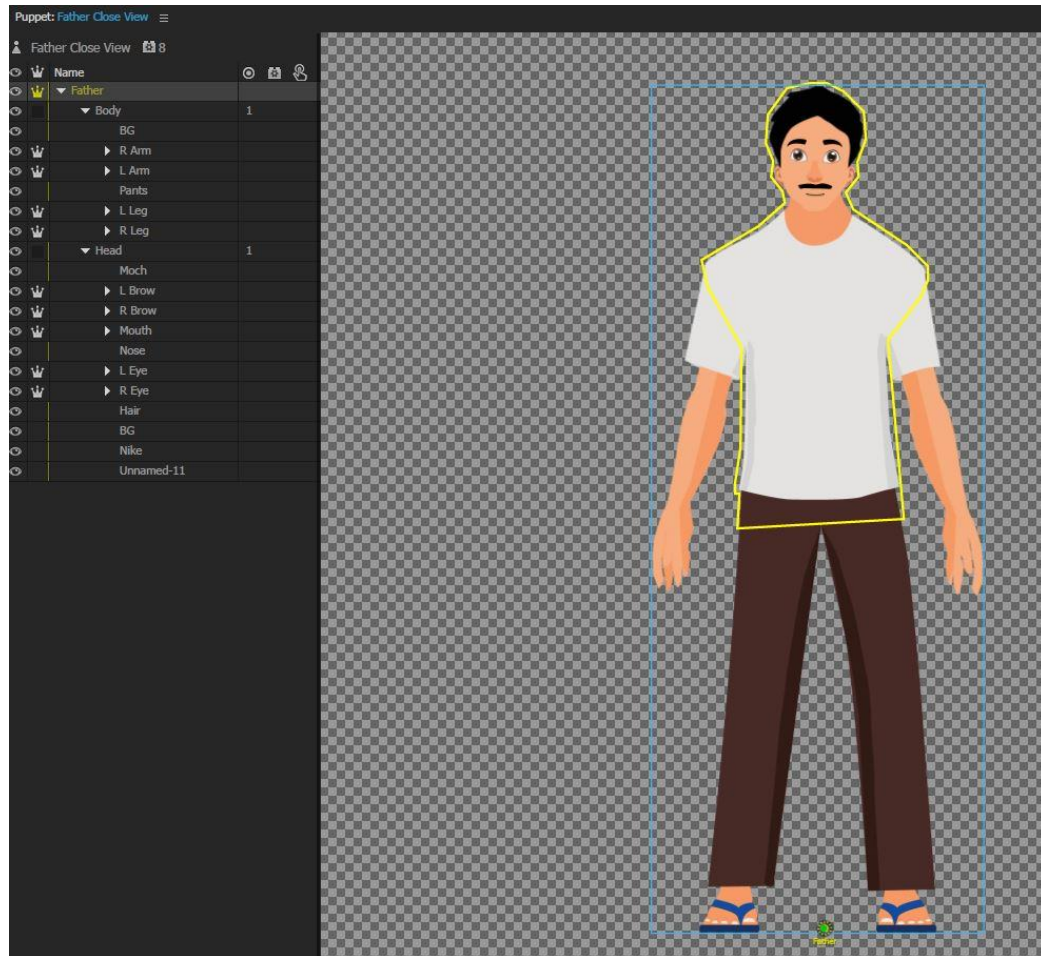 Puppet: Father Close View
Father Close View 8
Name
Father
Body 1
BG
R Arm
L Arm
Pants
L Leg
R Leg
Head 1
Moch
L Brow
R Brow
Mouth
Nose
L Eye
R Eye
Hair
BG
Nike
Unnamed-11
Father